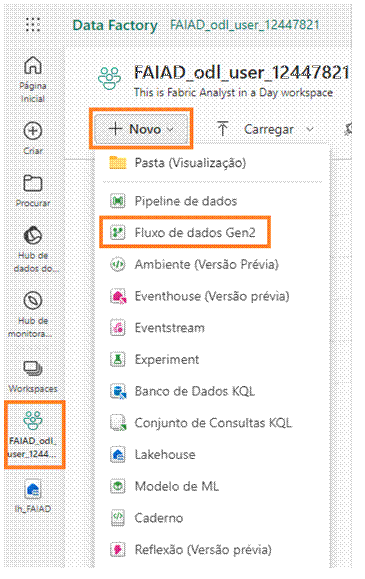 Data Factory FAIAD_odl_user_12447821
Página
Inicial
Criar
Procurar
Hub de
dados do...
Hub de
monitora...
Workspaces
FAIAD_odl_
user_1244...
lh_FAIAD
FAIAD_odl_user_12447821
This is Fabric Analyst in a Day workspace
Novo Carregar
Pasta (Visualização)
Pipeline de dados
Fluxo de dados Gen2
Ambiente (Versão Prévia)
Eventhouse (Versão prévia)
Eventstream
Experiment
Banco de Dados KQL
Conjunto de Consultas KQL
Lakehouse
Modelo de ML
Caderno
Reflexão (Versão prévia)